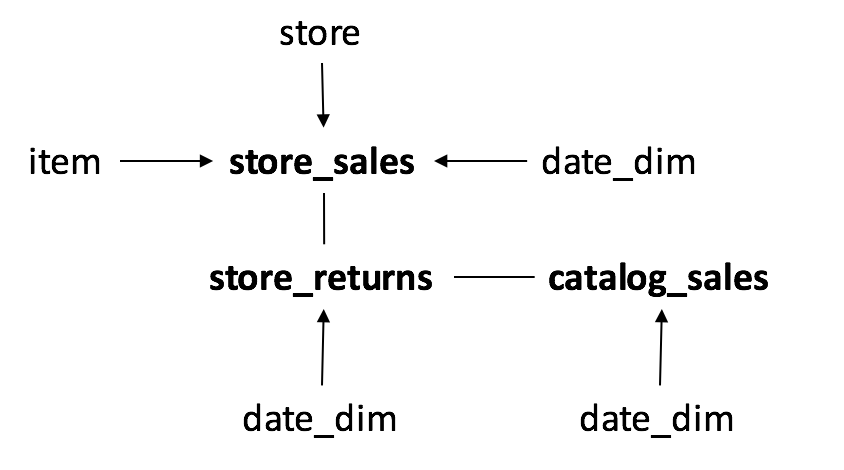 store
item store_sales date_dim
store_returns catalog_sales
date_dim date_dim